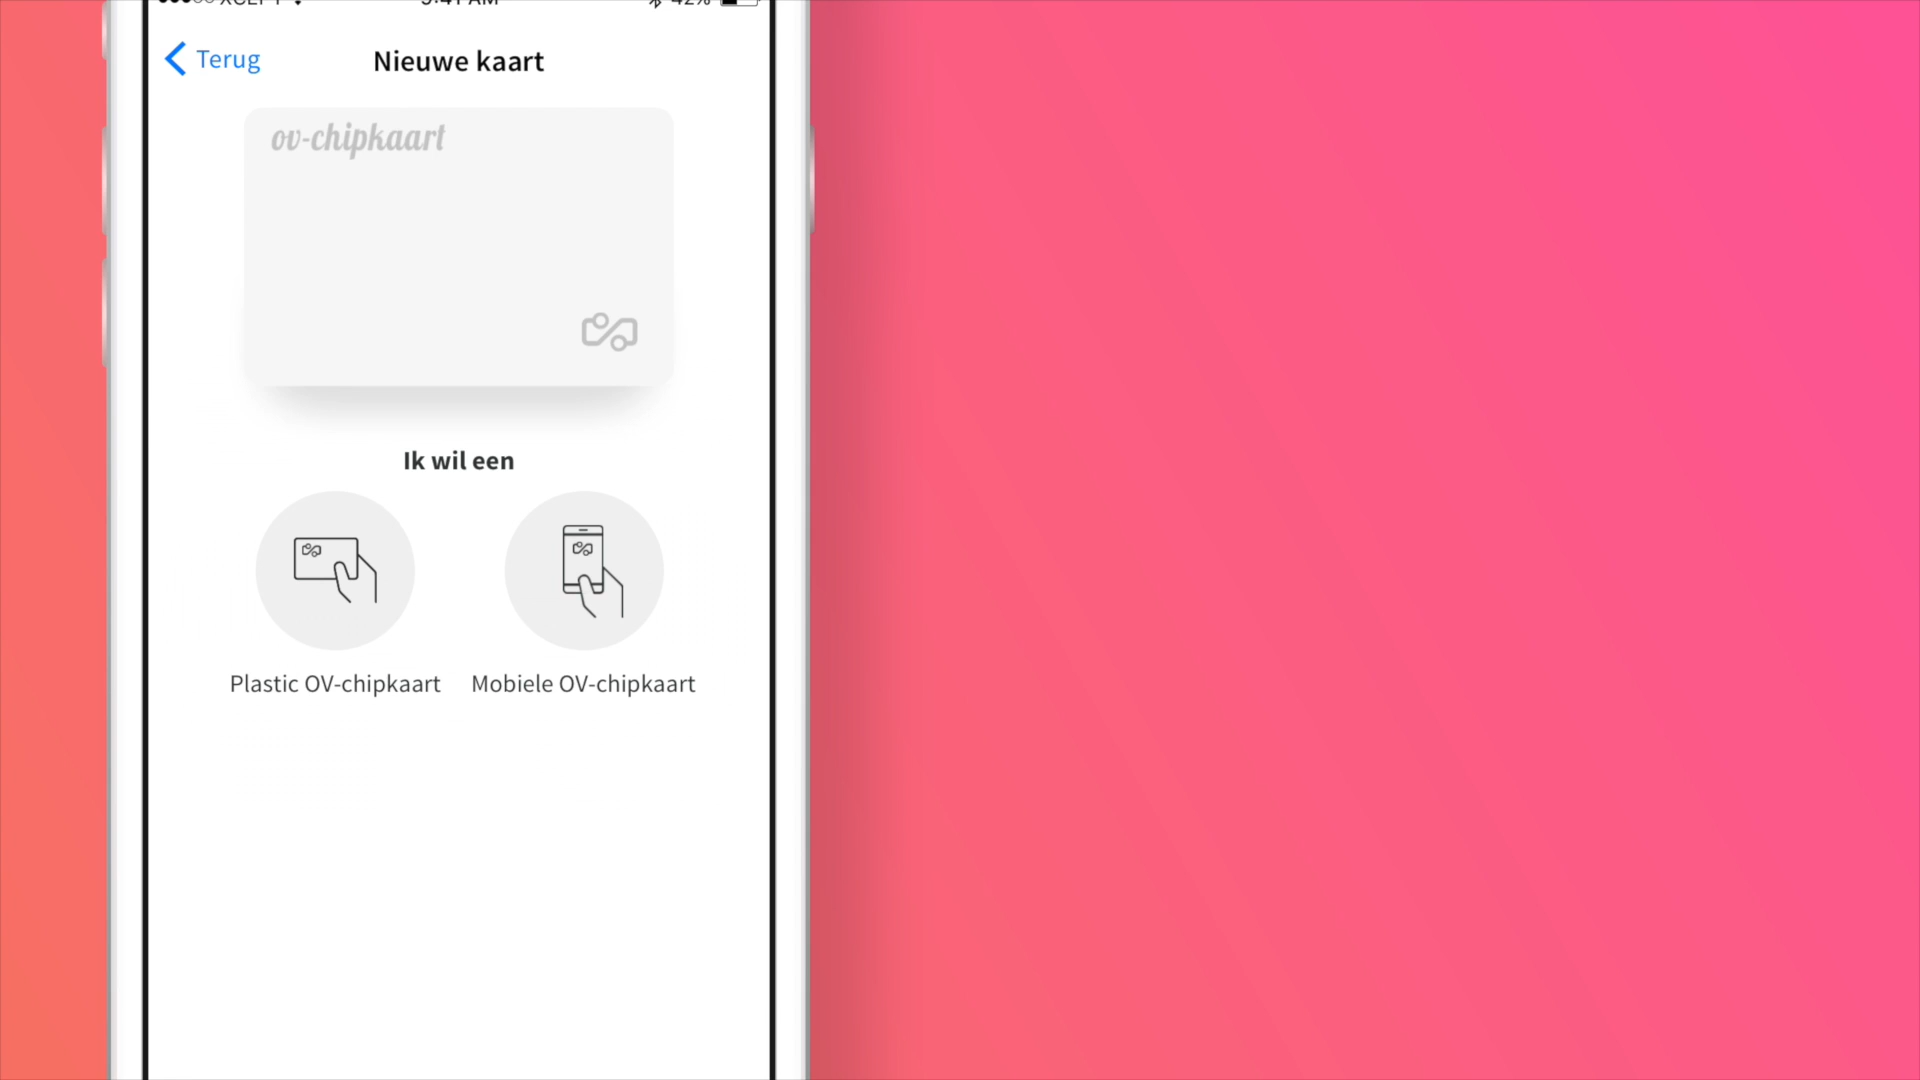 Terug
Nieuwe kaart
ov-chipkaart
Ik wil een
Plastic OV-chipkaart
Mobiele OV-chipkaart